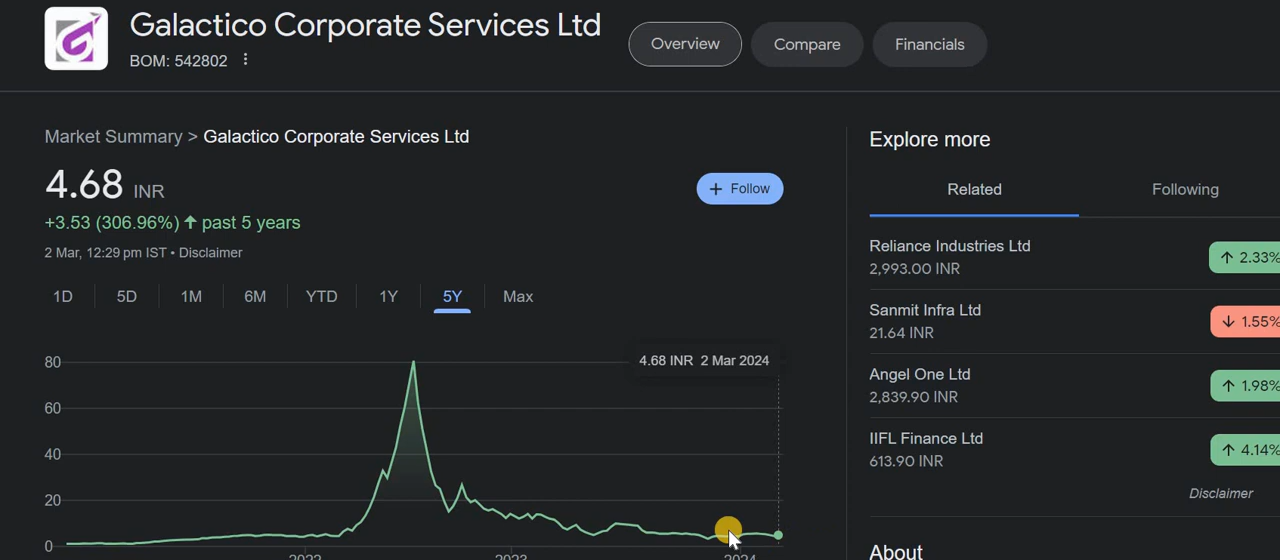 Galactico Corporate Services Ltd
BOM: 542802
Overview
Compare
Financials
Market Summary > Galactico Corporate Services Ltd
4.68 INR
+ Follow
+3.53 (306.96%) ↑ past 5 years
2 Mar, 12:29 pm IST • Disclaimer
1D 5D 1M 6M YTD 1Y 5Y Max
4.68 INR 2 Mar 2024
80
60
40
20
0
2023
2024
Explore more
Related
Following
Reliance Industries Ltd
2,993.00 INR
↑ 2.33%
Sanmit Infra Ltd
21.64 INR
↓ 1.55%
Angel One Ltd
2,839.90 INR
↑ 1.98%
IIFL Finance Ltd
613.90 INR
↑ 4.14%
Disclaimer
About